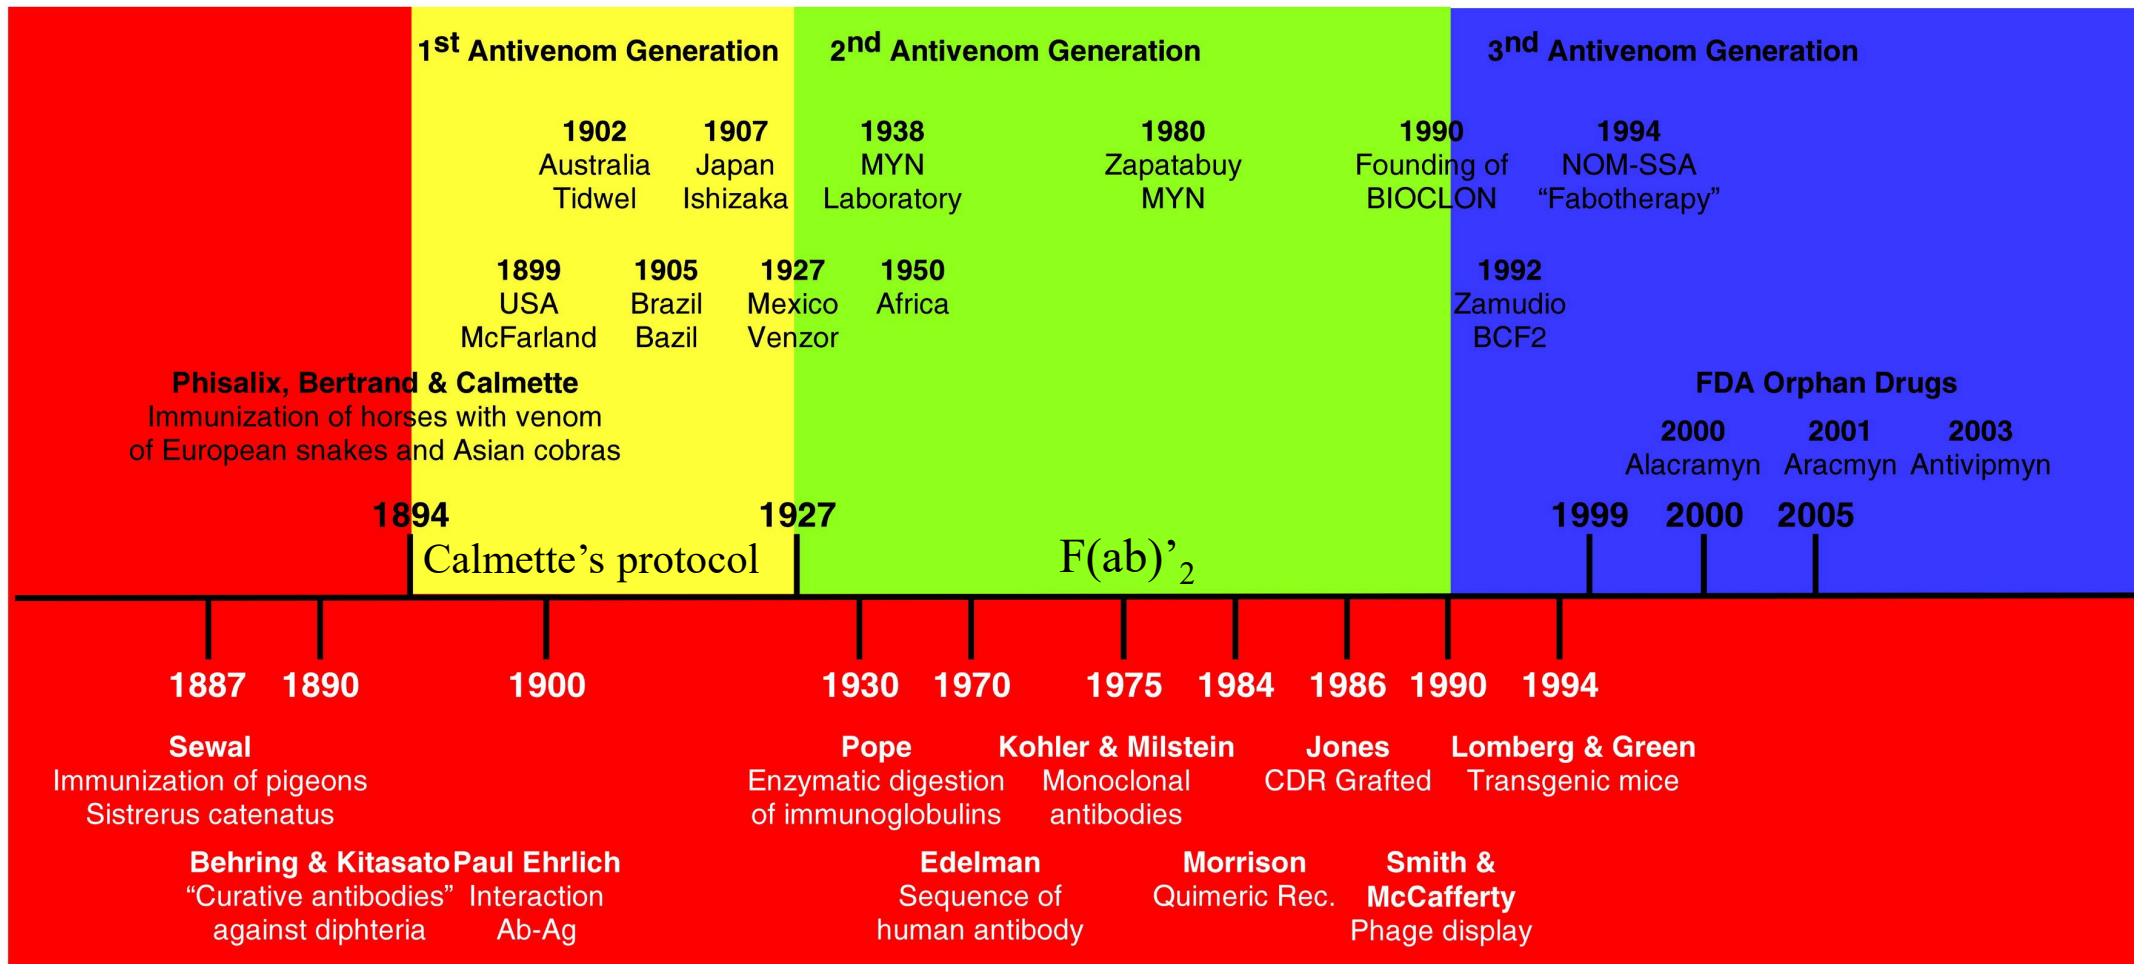 1st Antivenom Generation
2nd Antivenom Generation
3nd Antivenom Generation
1902
Australia
Tidwel
1907
Japan
Ishizaka
1938
MYN
Laboratory
1980
Zapatabuy
MYN
1990
Founding of
BIOCLON
1994
NOM-SSA
“Fabotherapy”
1899
USA
McFarland
1905
Brazil
Bazil
1927
Mexico
Venzor
1950
Africa
1992
Zamudio
BCF2
Phisalix, Bertrand & Calmette
Immunization of horses with venom
of European snakes and Asian cobras
FDA Orphan Drugs
2000
Alacramyn
2001
Aracmyn
2003
Antivipmyn
1894
1927
1999
2000
2005
Calmette’s protocol
F(ab)’2
1887
1890
1900
1930
1970
1975
1984
1986
1990
1994
Sewal
Immunization of pigeons
Sistrerus catenatus
Pope
Enzymatic digestion
of immunoglobulins
Kohler & Milstein
Monoclonal
antibodies
Jones
CDR Grafted
Lomberg & Green
Transgenic mice
Behring & Kitasato
“Curative antibodies”
against diphteria
Paul Ehrlich
Interaction
Ab-Ag
Edelman
Sequence of
human antibody
Morrison
Quimeric Rec.
Smith &
McCafferty
Phage display